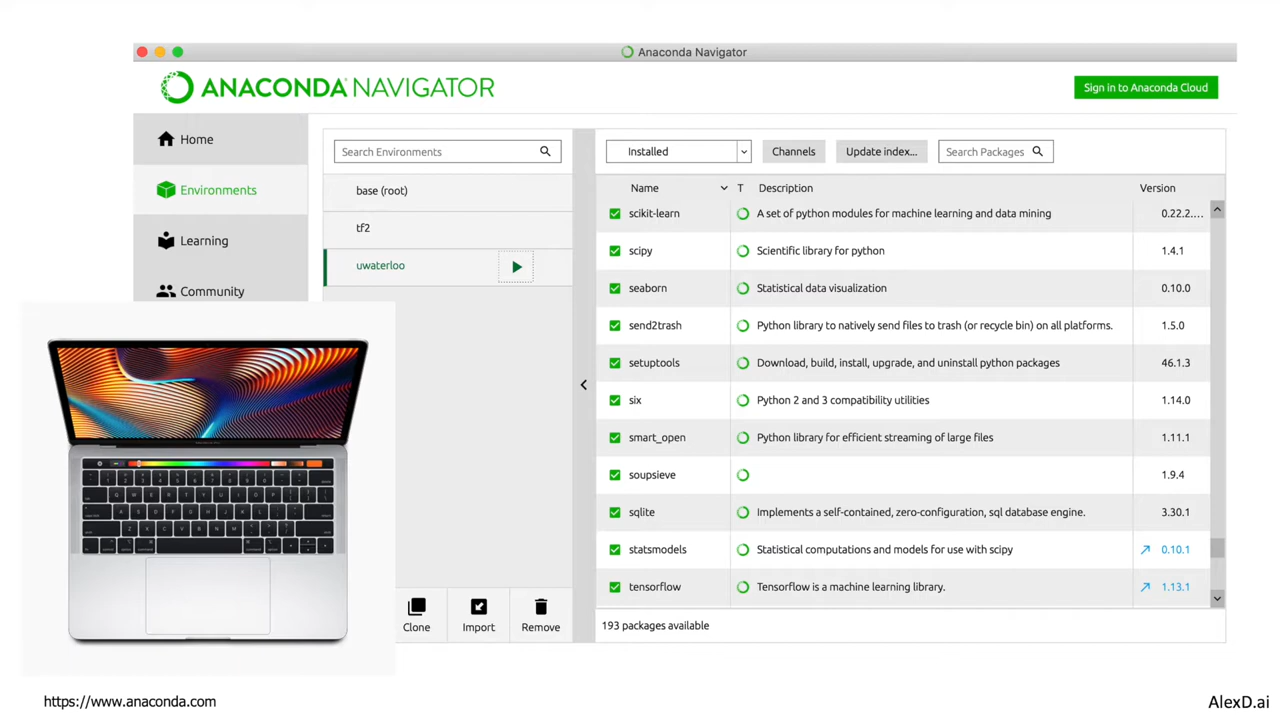 Anaconda Navigator
ANACONDA NAVIGATOR
Sign in to Anaconda Cloud
Home
Environments
Learning
Community
Search Environments
base (root)
tf2
uwaterloo
Installed
Channels
Update index...
Search Packages
Name T Description Version
scikit-learn A set of python modules for machine learning and data mining 0.22.2....
scipy Scientific library for python 1.4.1
seaborn Statistical data visualization 0.10.0
send2trash Python library to natively send files to trash (or recycle bin) on all platforms. 1.5.0
setuptools Download, build, install, upgrade, and uninstall python packages 46.1.3
six Python 2 and 3 compatibility utilities 1.14.0
smart_open Python library for efficient streaming of large files 1.11.1
soupsieve 1.9.4
sqlite Implements a self-contained, zero-configuration, sql database engine. 3.30.1
statsmodels Statistical computations and models for use with scipy 0.10.1
tensorflow Tensorflow is a machine learning library. 1.13.1
Clone
Import
Remove
193 packages available
https://www.anaconda.com
AlexD.ai